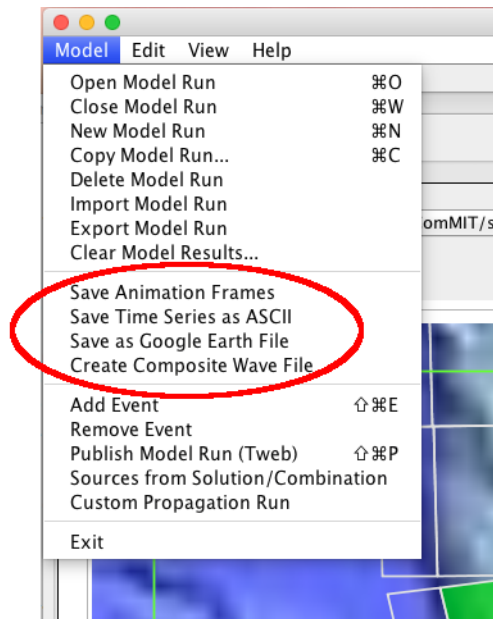 Model Edit View Help
Open Model Run ⌘O
Close Model Run ⌘W
New Model Run ⌘N
Copy Model Run... ⌘C
Delete Model Run
Import Model Run
Export Model Run
omMIT/s
Clear Model Results...
Save Animation Frames
Save Time Series as ASCII
Save as Google Earth File
Create Composite Wave File
Add Event ⇧⌘E
Remove Event
Publish Model Run (Tweb) ⇧⌘P
Sources from Solution/Combination
Custom Propagation Run
Exit